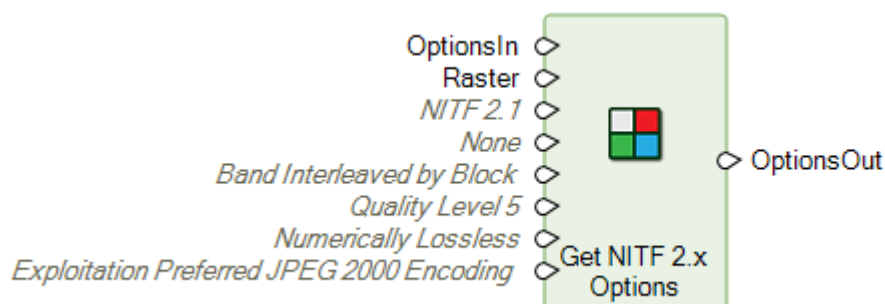 OptionsIn
Raster
NITF 2.1
None
Band Interleaved by Block
Quality Level 5
Numerically Lossless
Exploitation Preferred JPEG 2000 Encoding
Get NITF 2.x
Options
OptionsOut